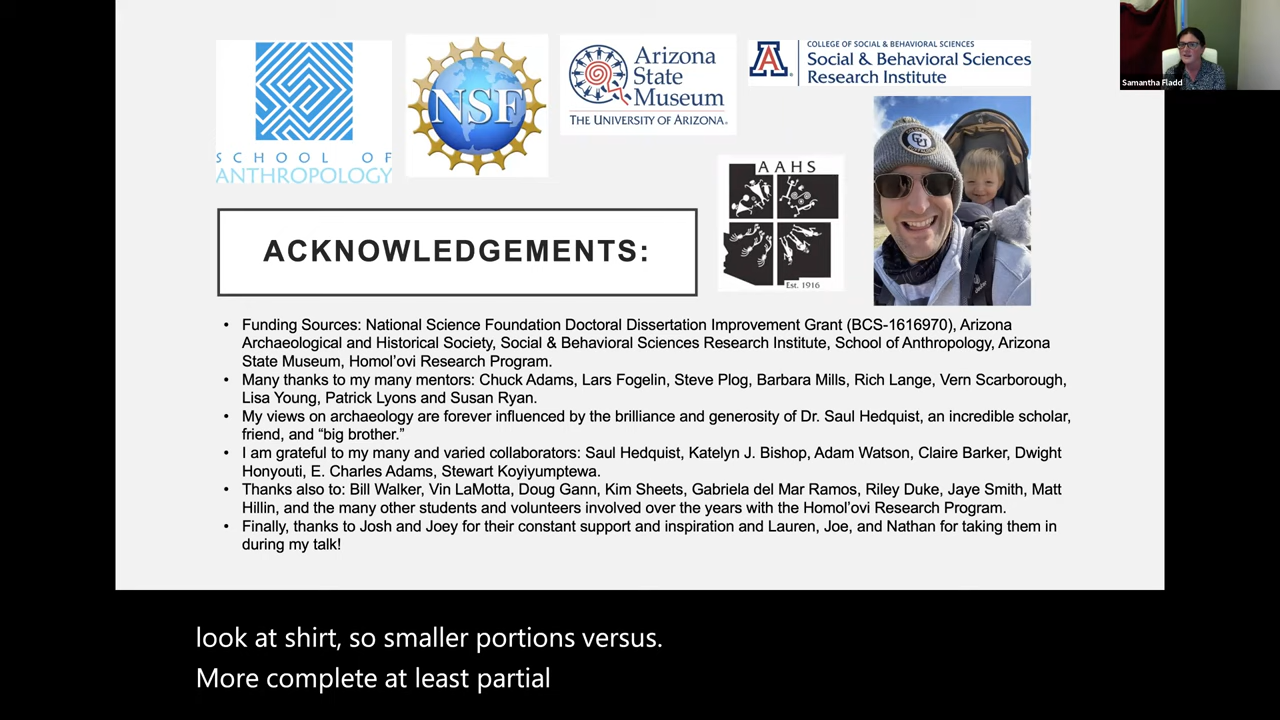 SCHOOL OF
ANTHROPOLOGY
NSF
Arizona
State
Museum
THE UNIVERSITY OF ARIZONA®
A
COLLEGE OF SOCIAL & BEHAVIORAL SCIENCES
Social & Behavioral Sciences
Research Institute
Samantha Fladd
AAHS
Est. 1916
CU
ACKNOWLEDGEMENTS:
• Funding Sources: National Science Foundation Doctoral Dissertation Improvement Grant (BCS-1616970), Arizona
Archaeological and Historical Society, Social & Behavioral Sciences Research Institute, School of Anthropology, Arizona
State Museum, Homol’ovi Research Program.
• Many thanks to my many mentors: Chuck Adams, Lars Fogelin, Steve Plog, Barbara Mills, Rich Lange, Vern Scarborough,
Lisa Young, Patrick Lyons and Susan Ryan.
• My views on archaeology are forever influenced by the brilliance and generosity of Dr. Saul Hedquist, an incredible scholar,
friend, and “big brother.”
• I am grateful to my many and varied collaborators: Saul Hedquist, Katelyn J. Bishop, Adam Watson, Claire Barker, Dwight
Honyouti, E. Charles Adams, Stewart Koyiyumptewa.
• Thanks also to: Bill Walker, Vin LaMotta, Doug Gann, Kim Sheets, Gabriela del Mar Ramos, Riley Duke, Jaye Smith, Matt
Hillin, and the many other students and volunteers involved over the years with the Homol’ovi Research Program.
• Finally, thanks to Josh and Joey for their constant support and inspiration and Lauren, Joe, and Nathan for taking them in
during my talk!
look at shirt, so smaller portions versus.
More complete at least partial